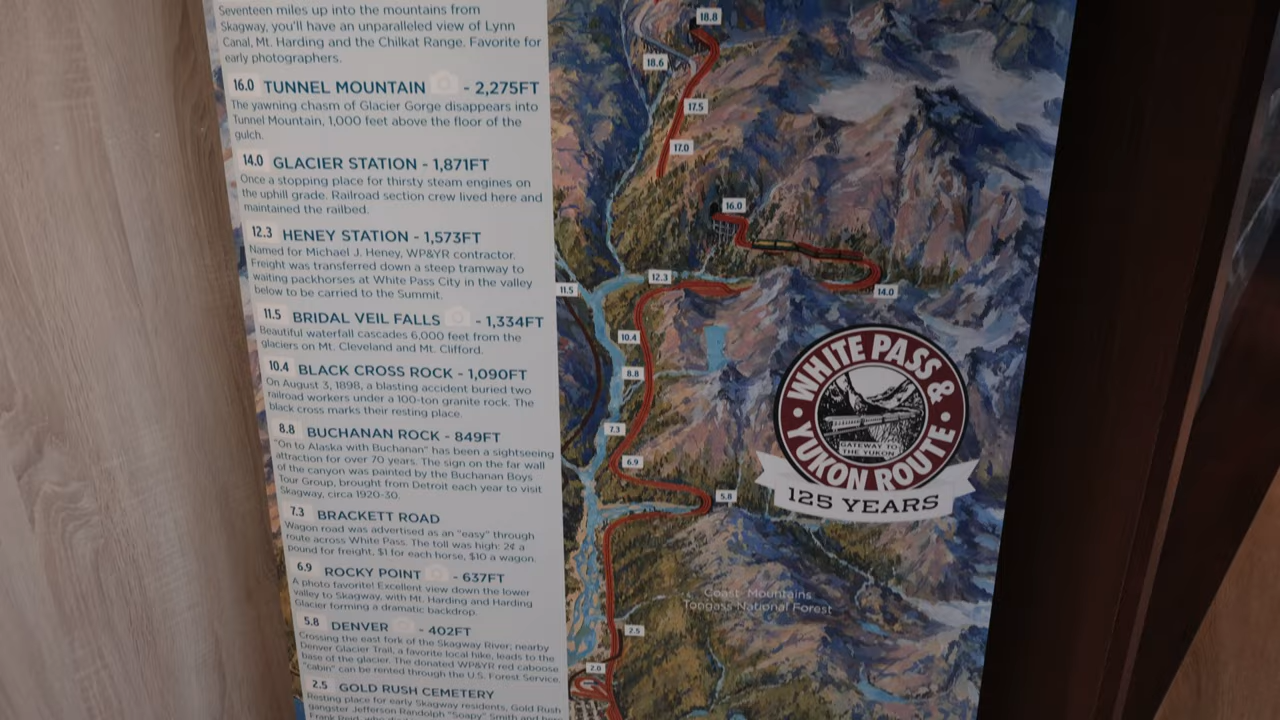 Seventeen miles up into the mountains from
Skagway, you'll have an unparalleled view of Lynn
Canal, Mt. Harding and the Chilkat Range. Favorite for
early photographers.
16.0 TUNNEL MOUNTAIN - 2,275FT
The yawning chasm of Glacier Gorge disappears into
Tunnel Mountain, 1,000 feet above the floor of the
gulch.
14.0 GLACIER STATION - 1,871FT
Once a stopping place for thirsty steam engines on
the uphill grade. Railroad section crew lived here and
maintained the railbed.
12.3 HENEY STATION - 1,573FT
Named for Michael J. Heney, WP&YR contractor.
Freight was transferred down a steep tramway to
waiting packhorses at White Pass City in the valley
below to be carried to the Summit.
11.5 BRIDAL VEIL FALLS - 1,334FT
Beautiful waterfall cascades 6,000 feet from the
glaciers on Mt. Cleveland and Mt. Clifford.
10.4 BLACK CROSS ROCK - 1,090FT
On August 3, 1898, a blasting accident buried two
railroad workers under a 100-ton granite rock. The
black cross marks their resting place.
8.8 BUCHANAN ROCK - 849FT
"On to Alaska with Buchanan" has been a sightseeing
attraction for over 70 years. The sign on the far wall
of the canyon was painted by the Buchanan Boys
Tour Group, brought from Detroit each year to visit
Skagway, circa 1920-30.
7.3 BRACKETT ROAD
Wagon road was advertised as an "easy" through
route across White Pass. The toll was high: 2¢ a
pound for freight, $1 for each horse, $10 a wagon.
6.9 ROCKY POINT - 637FT
A photo favorite! Excellent view down the lower
valley to Skagway, with Mt. Harding and Harding
Glacier forming a dramatic backdrop.
5.8 DENVER - 402FT
Crossing the east fork of the Skagway River; nearby
Denver Glacier Trail, a favorite local hike, leads to the
base of the glacier. The donated WP&YR red caboose
"cabin" can be rented through the U.S. Forest Service.
2.5 GOLD RUSH CEMETERY
Resting place for early Skagway residents, Gold Rush
gangster Jefferson Randolph "Soapy" Smith and hero
Frank Reid, who
18.8
18.6
17.5
17.0
16.0
12.3
11.5
14.0
10.4
8.8
7.3
6.9
5.8
2.5
2.0
WHITE PASS &
YUKON ROUTE
GATEWAY TO
THE YUKON
125 YEARS
Coast Mountains
Tongass National Forest